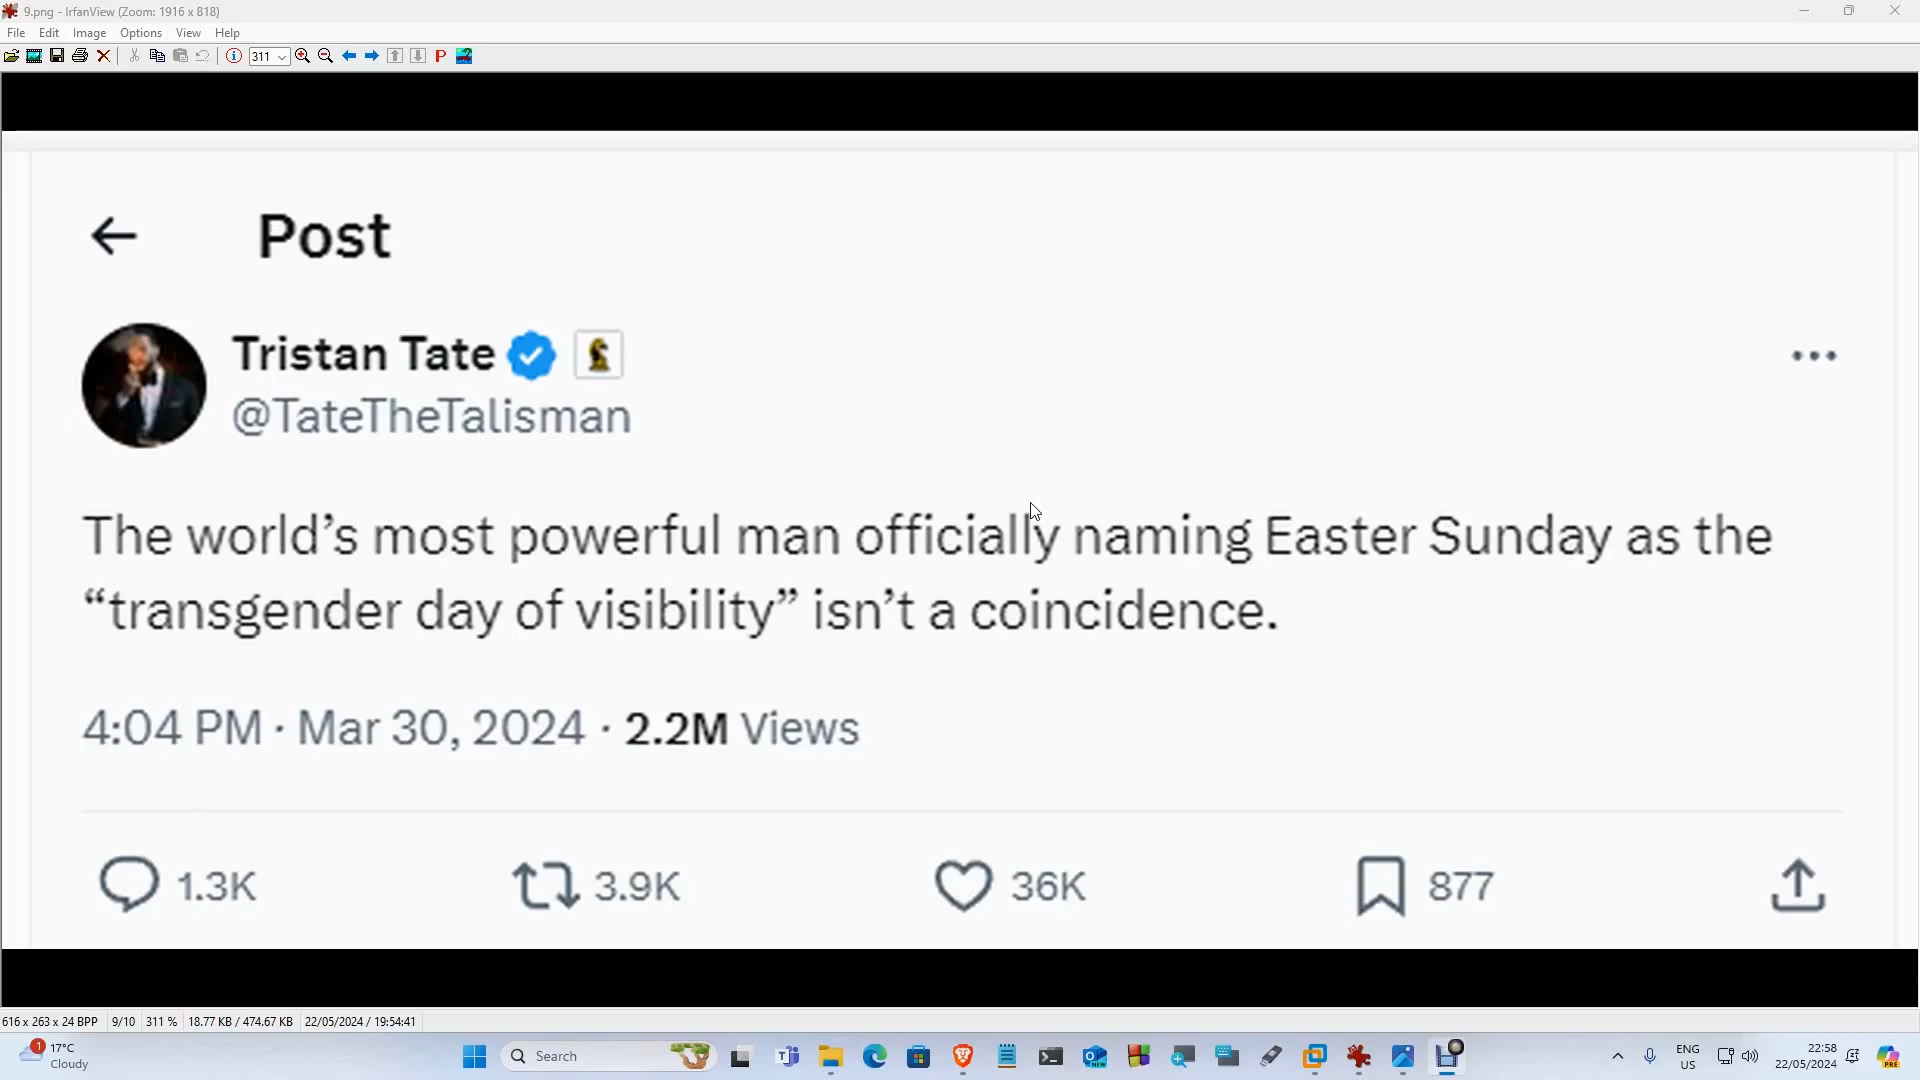 9.png - IrfanView (Zoom: 1916 x 818)
File Edit Image Options View Help
311
Post
Tristan Tate
@TateTheTalisman
The world’s most powerful man officially naming Easter Sunday as the
“transgender day of visibility” isn’t a coincidence.
4:04 PM · Mar 30, 2024 · 2.2M Views
1.3K 3.9K 36K 877
616 x 263 x 24 BPP 9/10 311 % 18.77 KB / 474.67 KB 22/05/2024 / 19:54:41
1 17°C
Cloudy
Search
NEW
ENG
US
22:58
22/05/2024
PRE